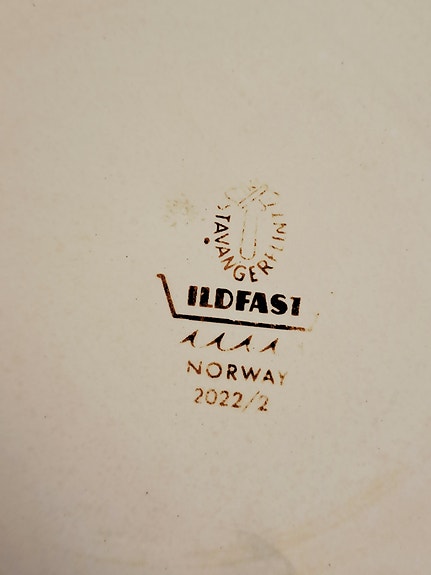 STAVANGERFLINT
ILDFAST
NORWAY
2022/2